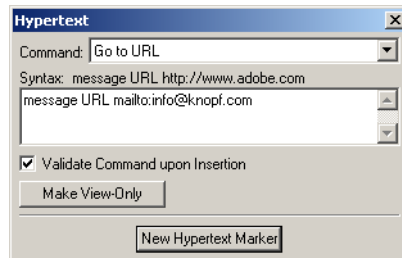 Hypertext
Command: Go to URL
Syntax: message URL http://www.adobe.com
message URL mailto:info@knopf.com
Validate Command upon Insertion
Make View-Only
New Hypertext Marker